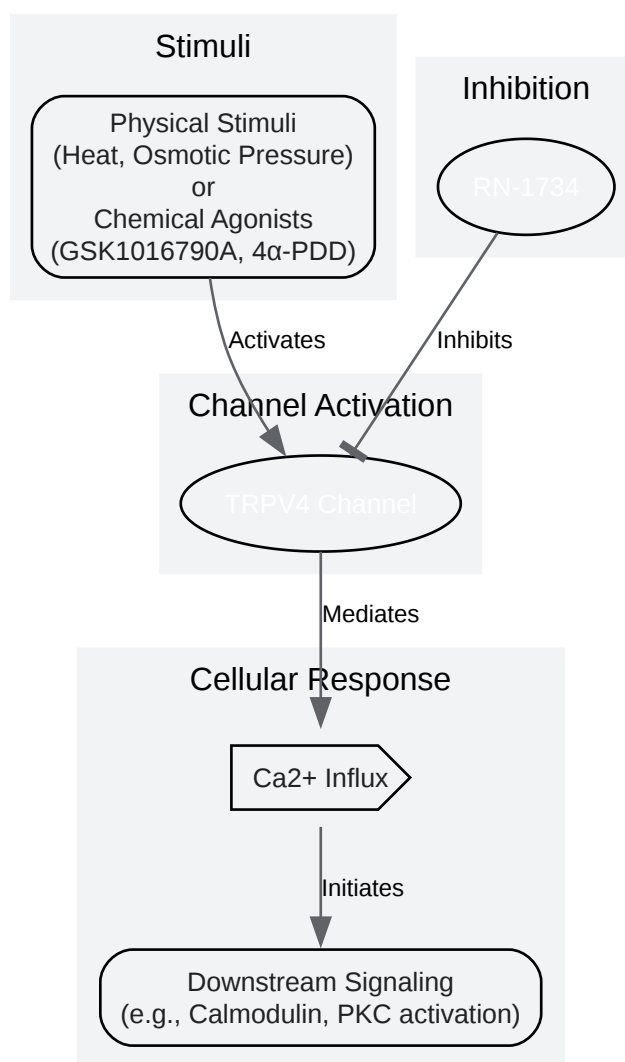 Stimuli
Physical Stimuli
(Heat, Osmotic Pressure)
or
Chemical Agonists
(GSK1016790A, 4α-PDD)
Inhibition
RN-1734
Activates
Inhibits
Channel Activation
TRPV4 Channel
Mediates
Cellular Response
Ca2+ Influx
Initiates
Downstream Signaling
(e.g., Calmodulin, PKC activation)